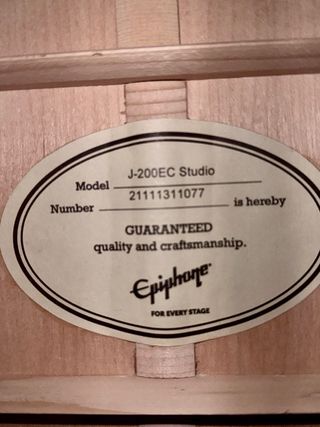 Model J-200EC Studio
Number 21111311077 is hereby
GUARANTEED
quality and craftsmanship.
Epiphone
FOR EVERY STAGE